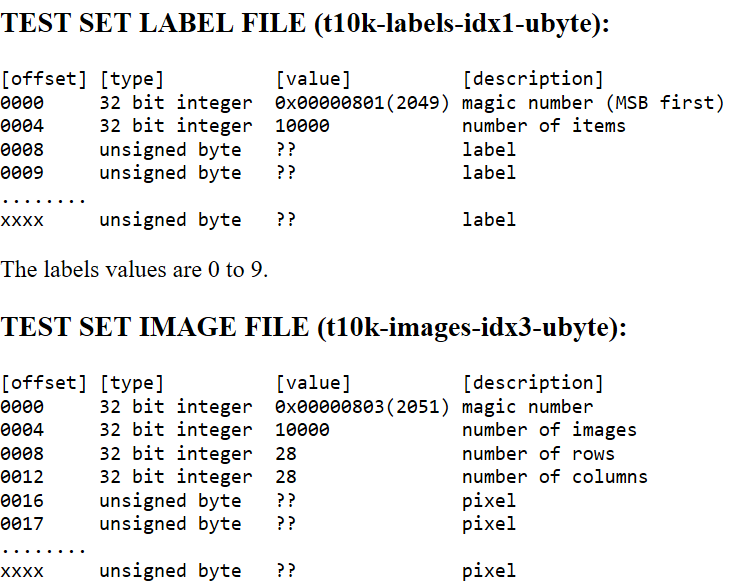 TEST SET LABEL FILE (t10k-labels-idx1-ubyte):
[offset] [type]          [value]          [description]
0000     32 bit integer  0x00000801(2049) magic number (MSB first)
0004     32 bit integer  10000            number of items
0008     unsigned byte   ??               label
0009     unsigned byte   ??               label
........
xxxx     unsigned byte   ??               label
The labels values are 0 to 9.
TEST SET IMAGE FILE (t10k-images-idx3-ubyte):
[offset] [type]          [value]          [description]
0000     32 bit integer  0x00000803(2051) magic number
0004     32 bit integer  10000            number of images
0008     32 bit integer  28               number of rows
0012     32 bit integer  28               number of columns
0016     unsigned byte   ??               pixel
0017     unsigned byte   ??               pixel
........
xxxx     unsigned byte   ??               pixel